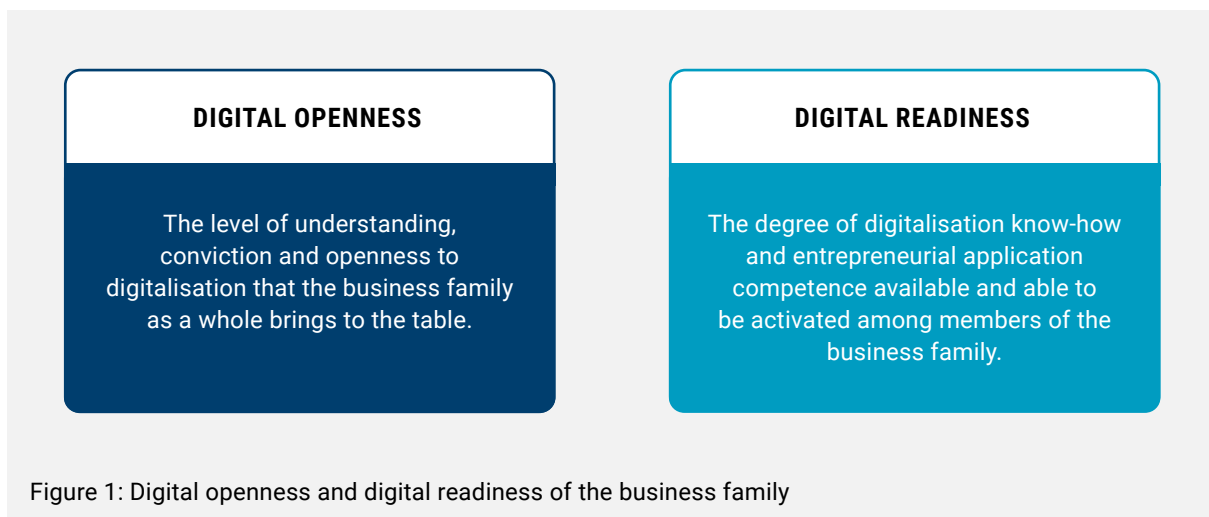 DIGITAL OPENNESS
The level of understanding,
conviction and openness to
digitalisation that the business family
as a whole brings to the table.
DIGITAL READINESS
The degree of digitalisation know-how
and entrepreneurial application
competence available and able to
be activated among members of the
business family.
Figure 1: Digital openness and digital readiness of the business family